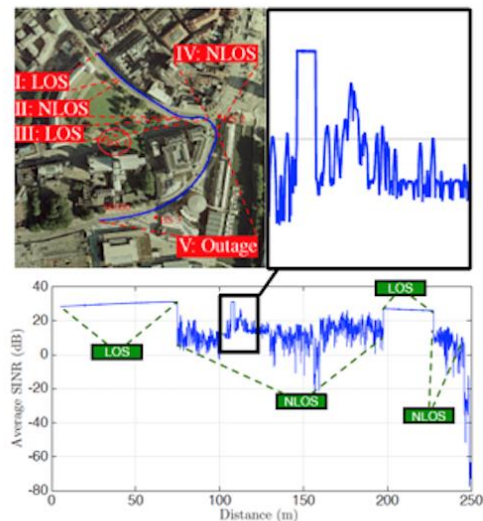 I: LOS
IV: NLOS
II: NLOS
III: LOS
V: Outage
LOS
40
20
0
-20
-40
-60
-80
Average SINR (dB)
LOS
NLOS
NLOS
0
50
100
150
200
250
Distance (m)